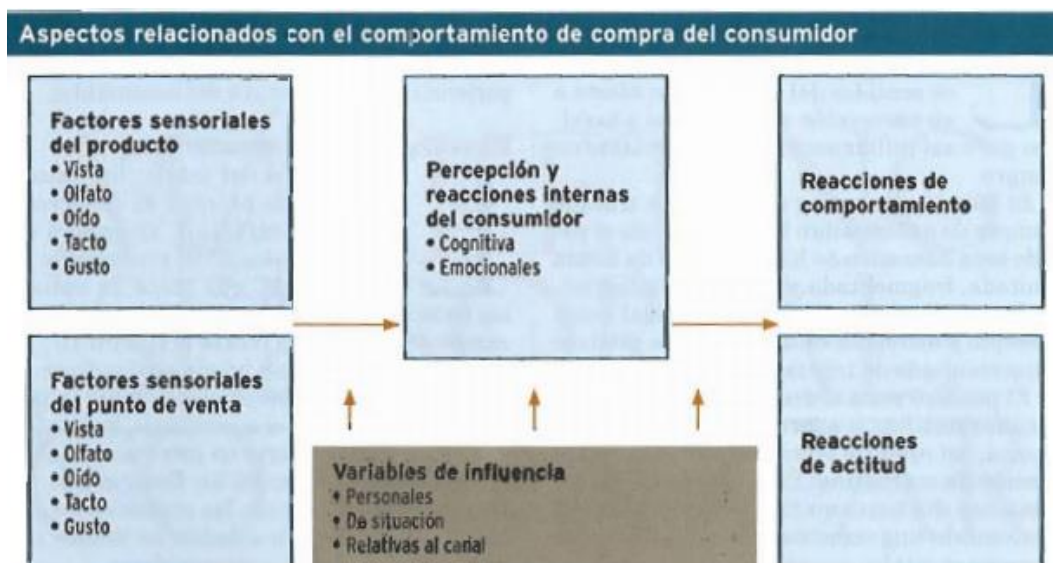 Aspectos relacionados con el comportamiento de compra del consumidor
Factores sensoriales
del producto
• Vista
• Olfato
• Oído
• Tacto
• Gusto
Factores sensoriales
del punto de venta
• Vista
• Olfato
• Oído
• Tacto
• Gusto
Percepción y
reacciones internas
del consumidor
• Cognitiva
• Emocionales
Variables de influencia
• Personales
• De situación
• Relativas al canal
Reacciones de
comportamiento
Reacciones
de actitud